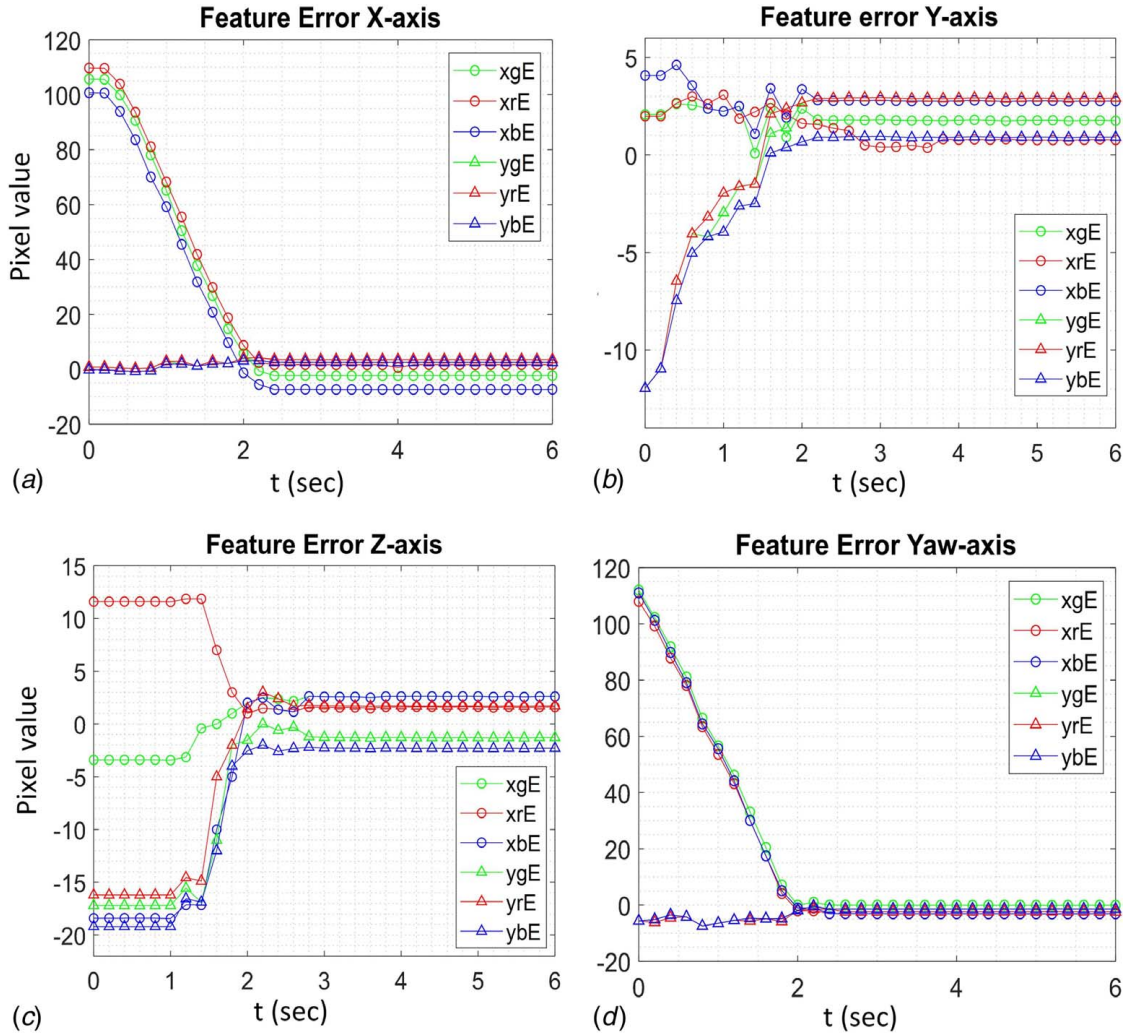 Feature Error X-axis
120
100
80
60
40
20
0
-20
Pixel value
0
2
4
6
t (sec)
xgE
xrE
xbE
ygE
yrE
ybE
(a)
Feature error Y-axis
5
0
-5
-10
0
1
2
3
4
5
6
t (sec)
xgE
xrE
xbE
ygE
yrE
ybE
(b)
Feature Error Z-axis
15
10
5
0
-5
-10
-15
-20
Pixel value
0
1
2
3
4
5
6
t (sec)
xgE
xrE
xbE
ygE
yrE
ybE
(c)
Feature Error Yaw-axis
120
100
80
60
40
20
0
-20
0
2
4
6
t (sec)
xgE
xrE
xbE
ygE
yrE
ybE
(d)